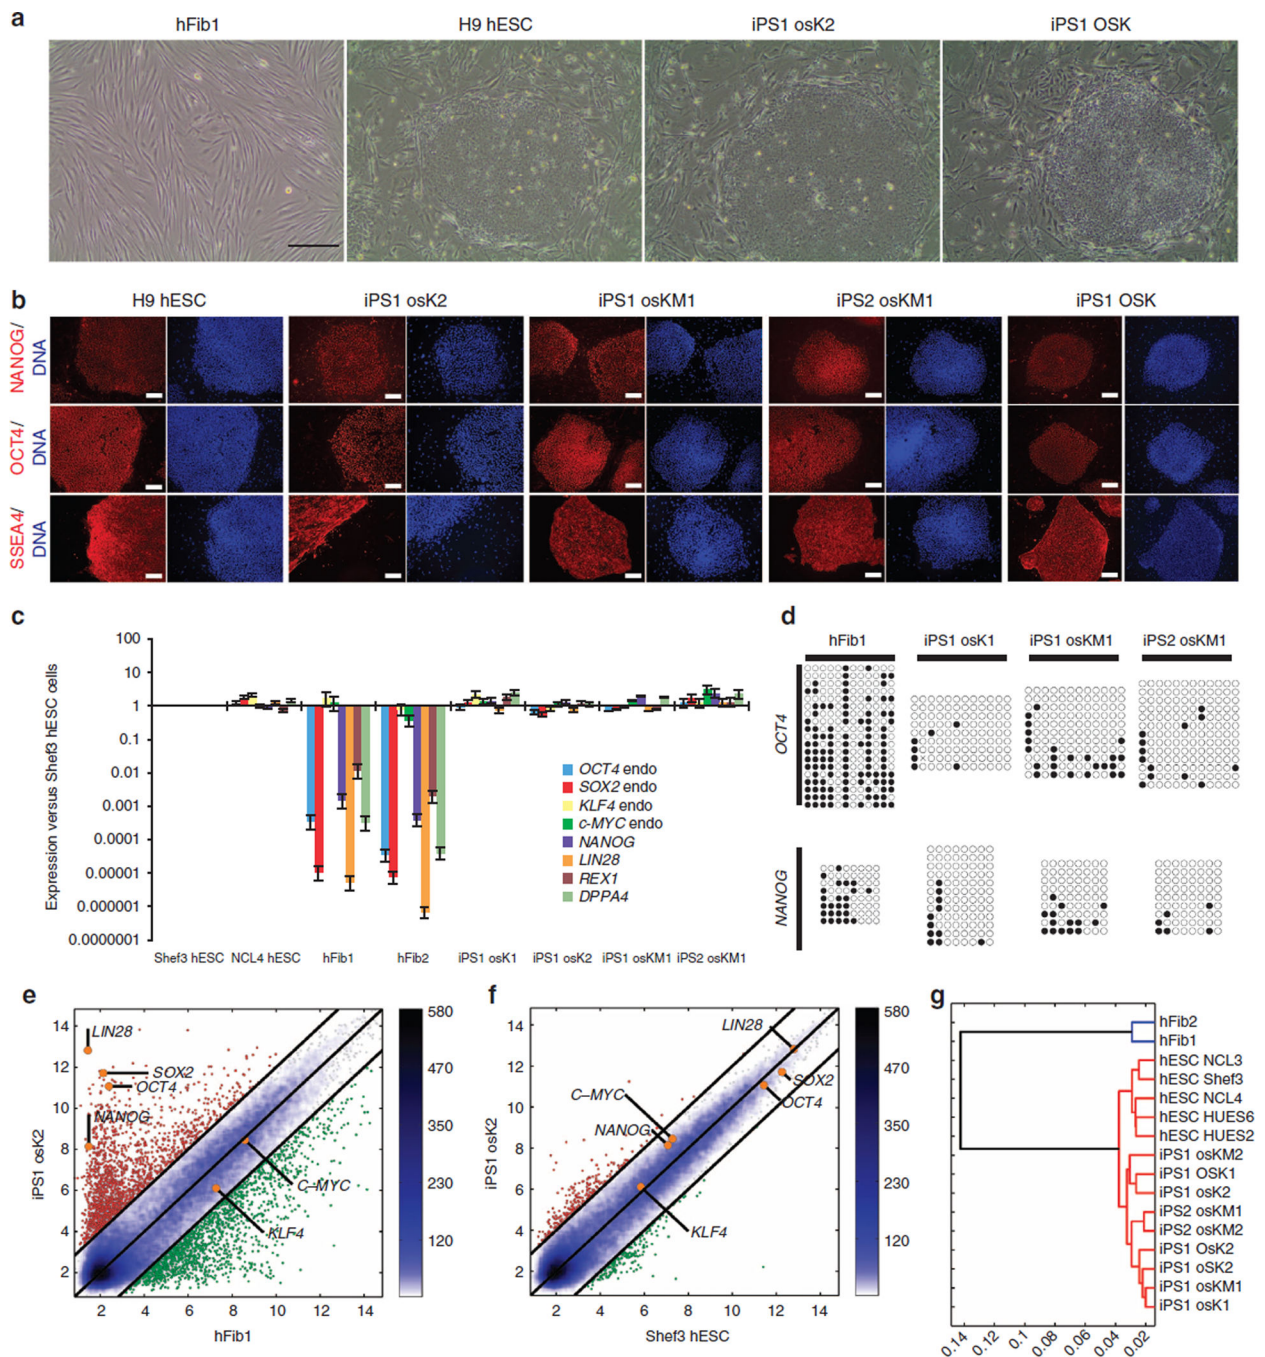 a
hFib1
H9 hESC
iPS1 osK2
iPS1 OSK
b
H9 hESC
iPS1 osK2
iPS1 osKM1
iPS2 osKM1
iPS1 OSK
NANOG/
DNA
OCT4/
DNA
SSEA4/
DNA
c
Expression versus Shef3 hESC cells
100
10
1
0.1
0.01
0.001
0.0001
0.00001
0.000001
0.0000001
OCT4 endo
SOX2 endo
KLF4 endo
c-MYC endo
NANOG
LIN28
REX1
DPPA4
Shef3 hESC
NCL4 hESC
hFib1
hFib2
iPS1 osK1
iPS1 osK2
iPS1 osKM1
iPS2 osKM1
d
hFib1
iPS1 osK1
iPS1 osKM1
iPS2 osKM1
OCT4
NANOG
e
iPS1 osK2
14
12
10
8
6
4
2
LIN28
SOX2
OCT4
NANOG
C–MYC
KLF4
2 4 6 8 10 12 14
hFib1
580
470
350
230
120
f
iPS1 osK2
14
12
10
8
6
4
2
LIN28
SOX2
OCT4
C–MYC
NANOG
KLF4
2 4 6 8 10 12 14
Shef3 hESC
580
470
350
230
120
g
hFib2
hFib1
hESC NCL3
hESC Shef3
hESC NCL4
hESC HUES6
hESC HUES2
iPS1 osKM2
iPS1 OSK1
iPS1 osK2
iPS2 osKM1
iPS2 osKM2
iPS1 OsK2
iPS1 oSK2
iPS1 osKM1
iPS1 osK1
0.14 0.12 0.1 0.08 0.06 0.04 0.02